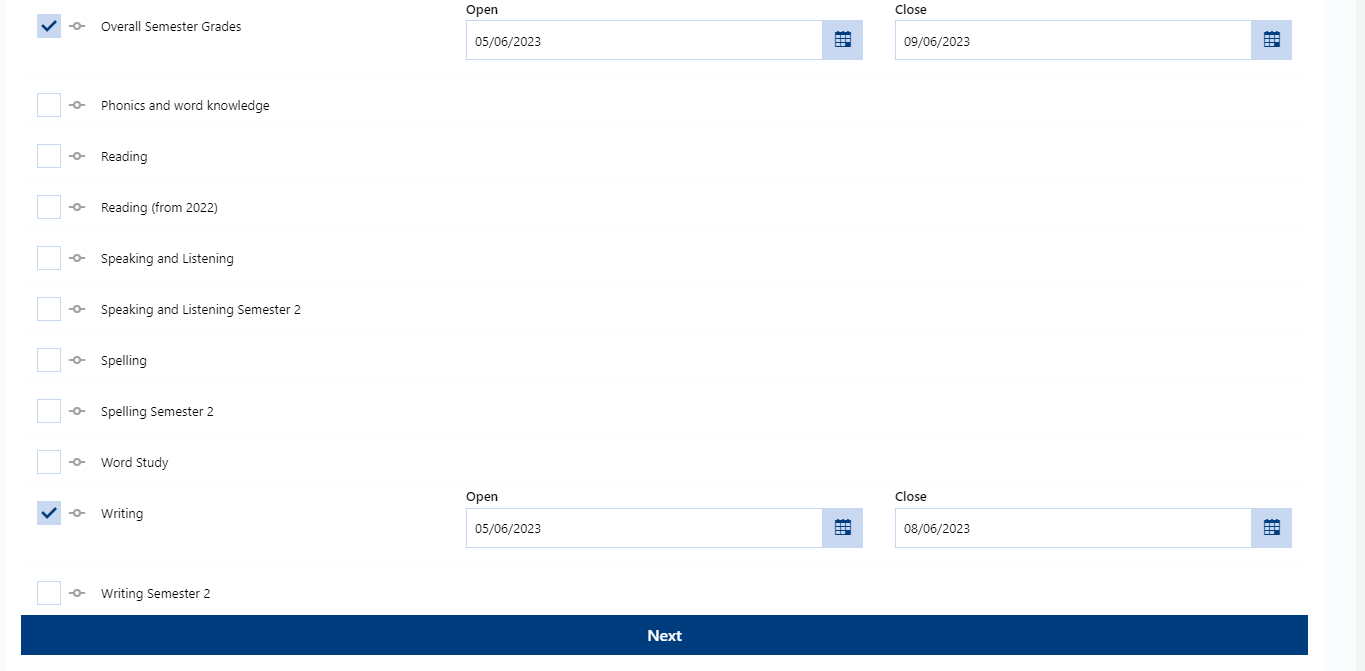 Open Close
Overall Semester Grades 05/06/2023 09/06/2023
Phonics and word knowledge
Reading
Reading (from 2022)
Speaking and Listening
Speaking and Listening Semester 2
Spelling
Spelling Semester 2
Word Study
Open Close
Writing 05/06/2023 08/06/2023
Writing Semester 2
Next